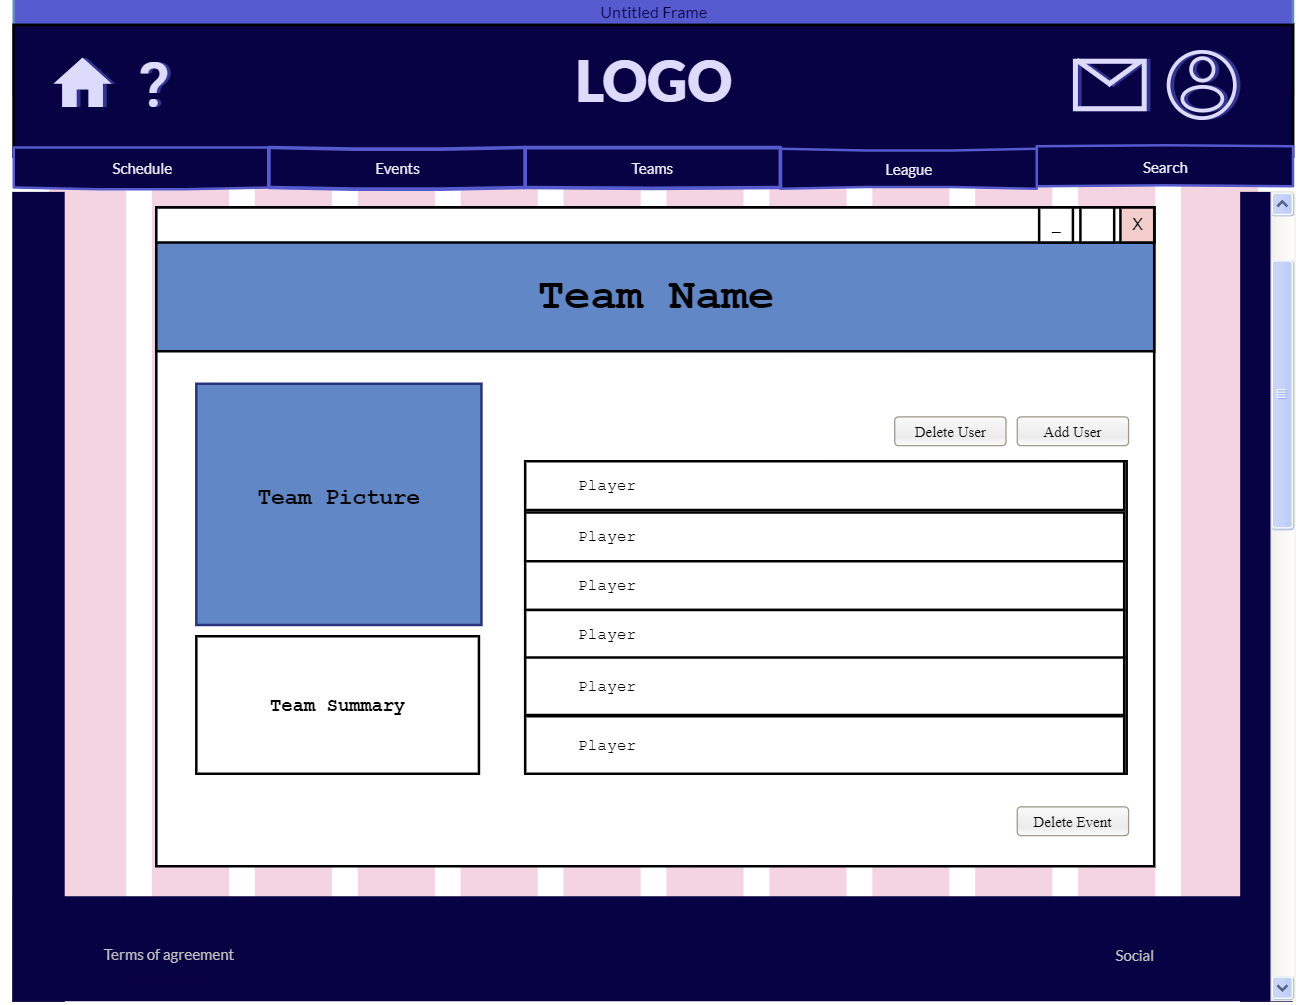 Untitled Frame
?
LOGO
Schedule Events Teams League Search
_ X
Team Name
Team Picture
Delete User Add User
Player
Player
Player
Player
Player
Player
Team Summary
Delete Event
Terms of agreement Social